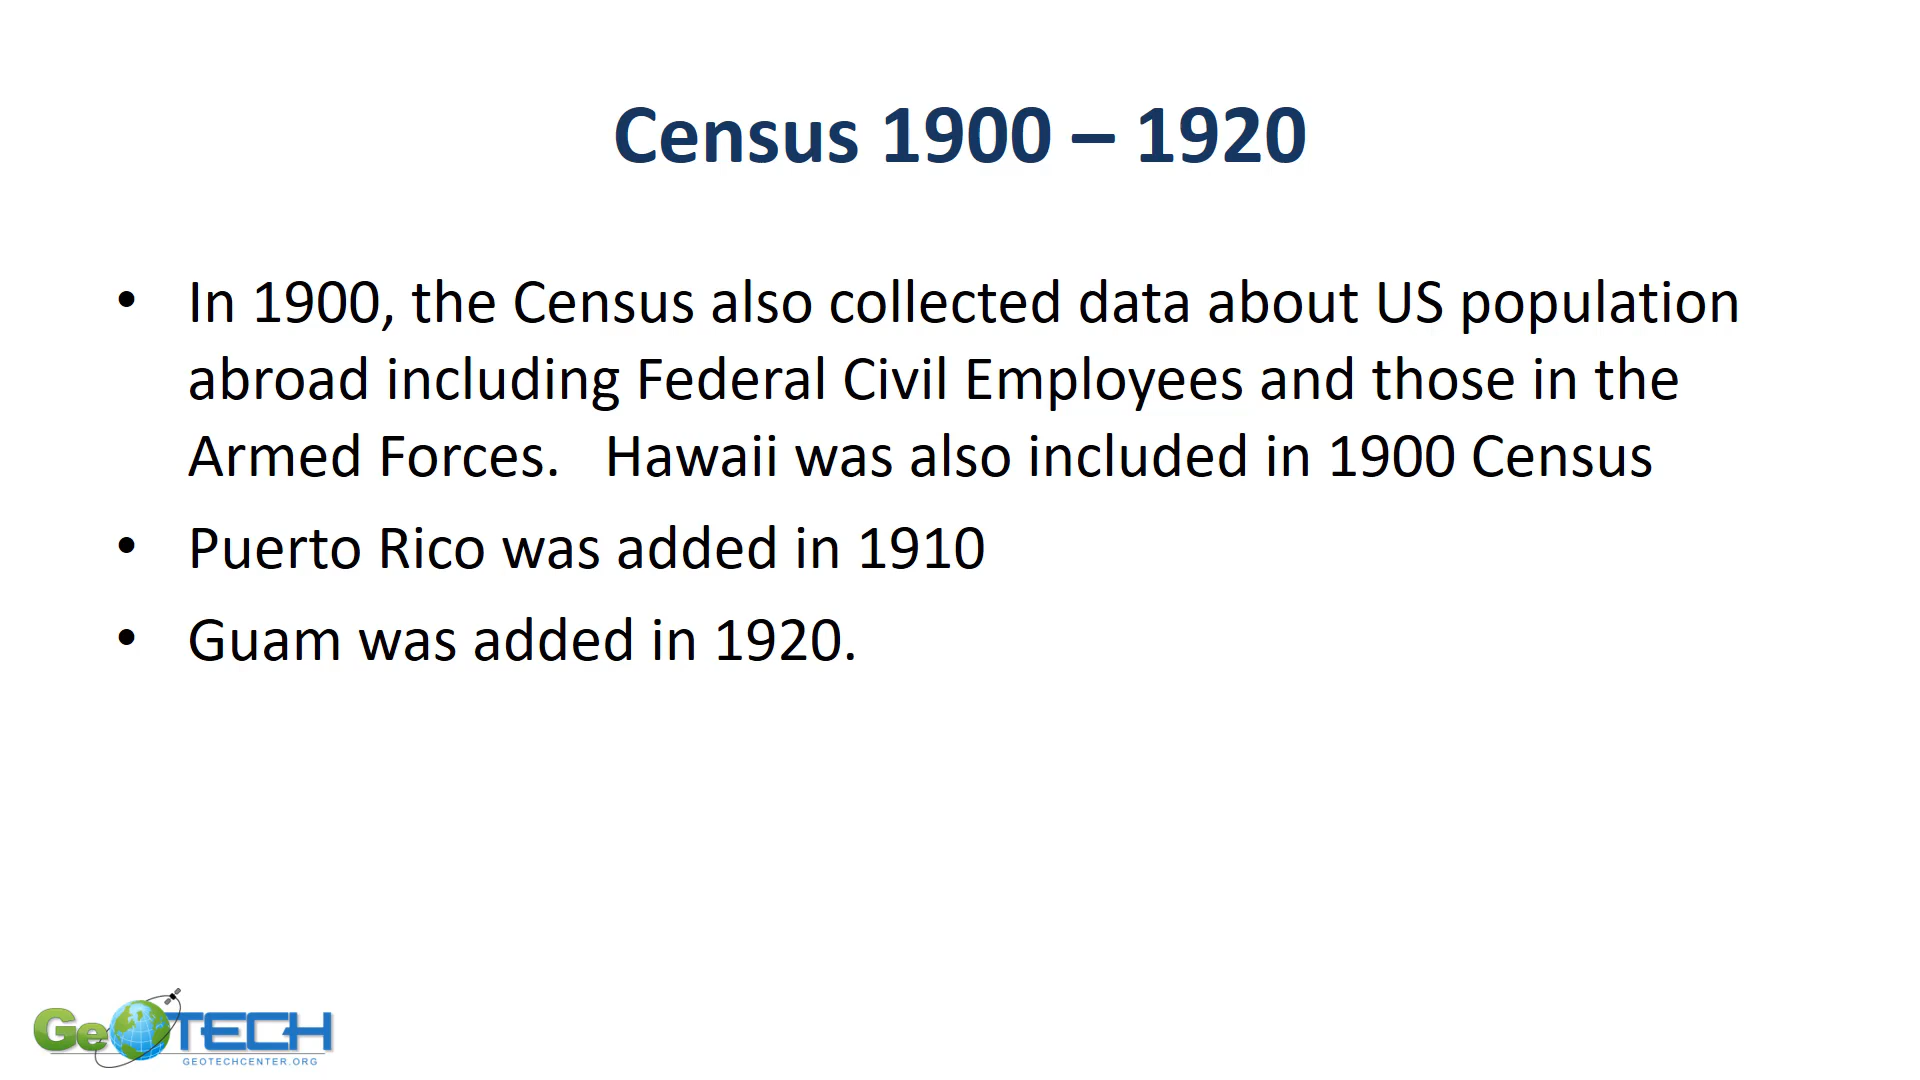 Census 1900 – 1920
• In 1900, the Census also collected data about US population
abroad including Federal Civil Employees and those in the
Armed Forces.   Hawaii was also included in 1900 Census
• Puerto Rico was added in 1910
• Guam was added in 1920.
GeoTECH
GEOTECHCENTER.ORG